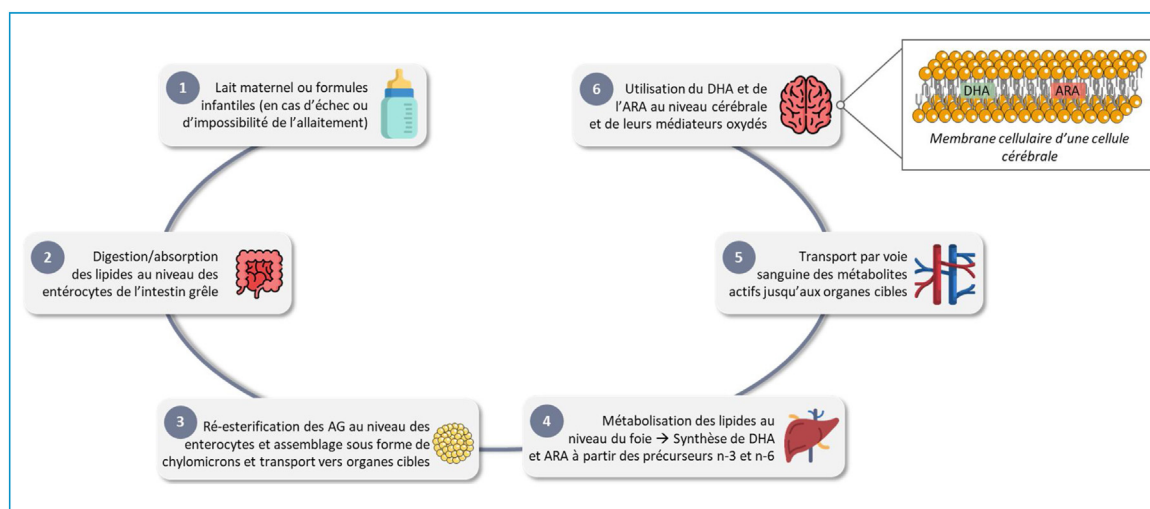 1
Lait maternel ou formules
infantiles (en cas d'échec ou
d'impossibilité de l'allaitement)
2
Digestion/absorption
des lipides au niveau des
entérocytes de l'intestin grêle
3
Ré-esterification des AG au niveau des
enterocytes et assemblage sous forme de
chylomicrons et transport vers organes cibles
4
Métabolisation des lipides au
niveau du foie → Synthèse de DHA
et ARA à partir des précurseurs n-3 et n-6
5
Transport par voie
sanguine des métabolites
actifs jusqu'aux organes cibles
6
Utilisation du DHA et de
l'ARA au niveau cérébrale
et de leurs médiateurs oxydés
DHA
ARA
Membrane cellulaire d'une cellule
cérébrale